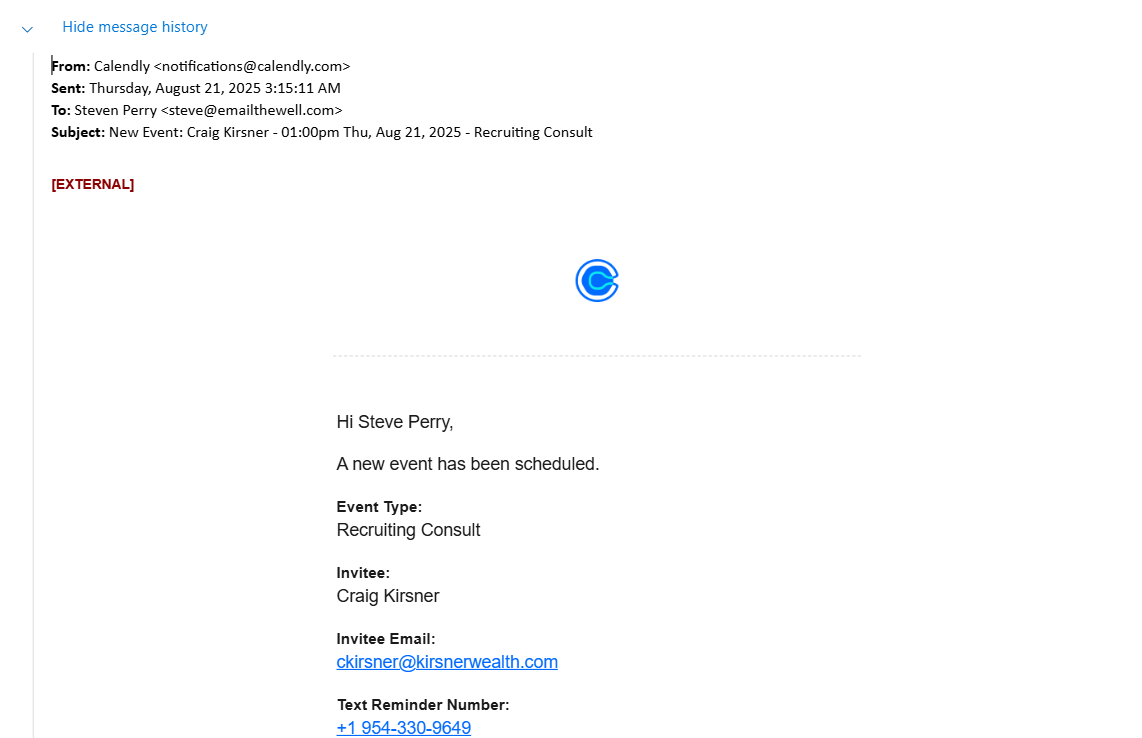 Hide message history
From: Calendly <notifications@calendly.com>
Sent: Thursday, August 21, 2025 3:15:11 AM
To: Steven Perry <steve@emailthewell.com>
Subject: New Event: Craig Kirsner - 01:00pm Thu, Aug 21, 2025 - Recruiting Consult
[EXTERNAL]
Hi Steve Perry,
A new event has been scheduled.
Event Type:
Recruiting Consult
Invitee:
Craig Kirsner
Invitee Email:
ckirsner@kirsnerwealth.com
Text Reminder Number:
+1 954-330-9649